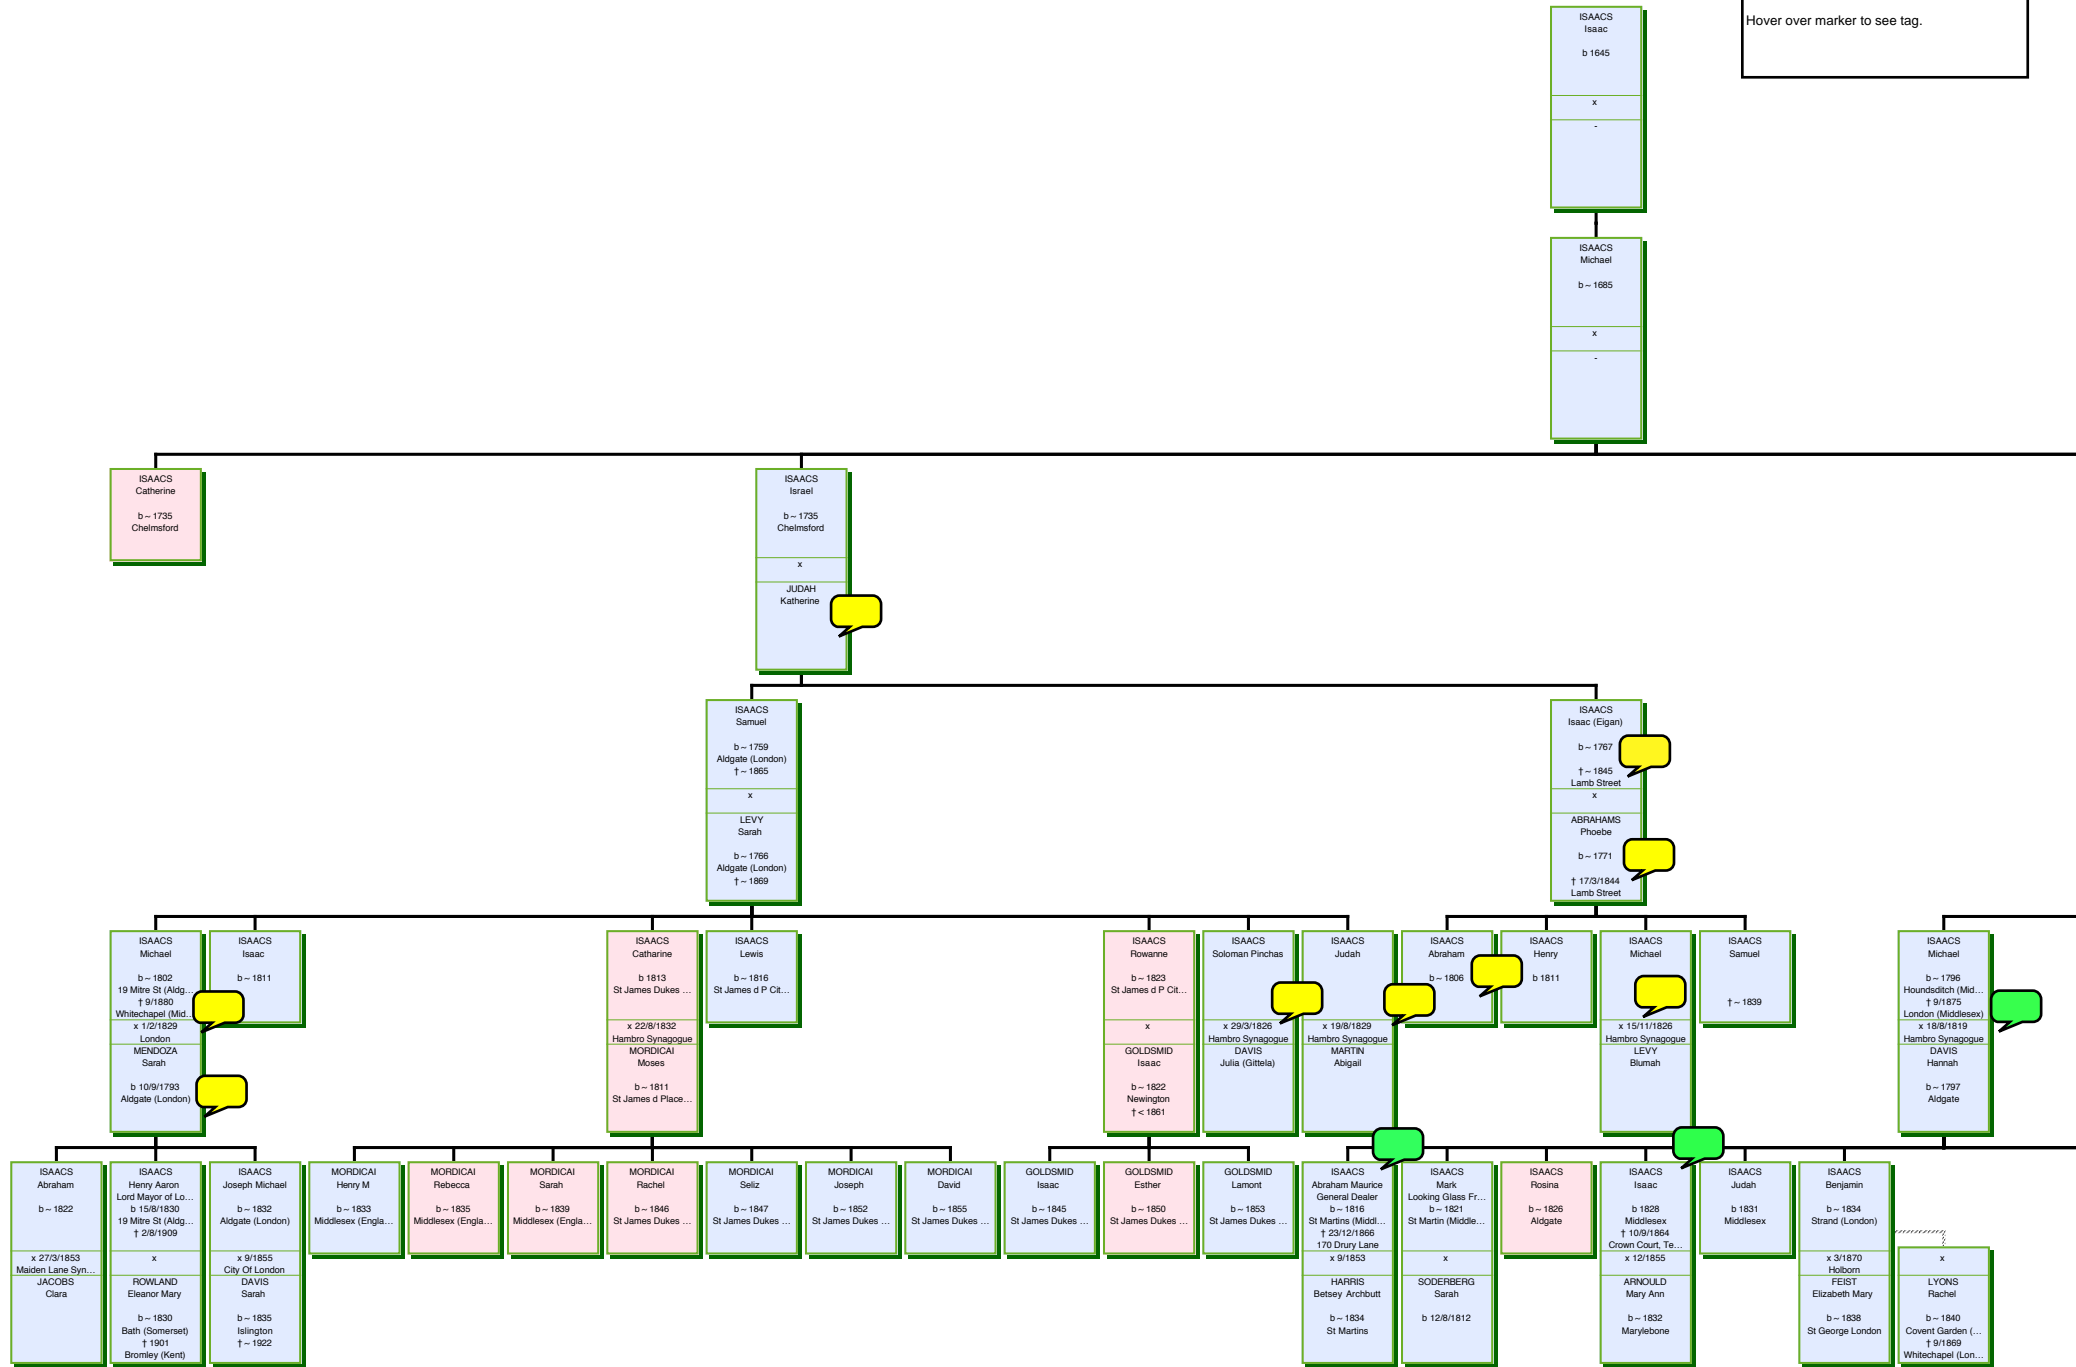 ISAACS
Isaac
b 1645
x
-
Hover over marker to see tag.
ISAACS
Michael
b ~ 1685
x
-
ISAACS
Catherine
b ~ 1735
Chelmsford
ISAACS
Israel
b ~ 1735
Chelmsford
x
JUDAH
Katherine
ISAACS
Samuel
b ~ 1759
Aldgate (London)
† ~ 1865
x
LEVY
Sarah
b ~ 1766
Aldgate (London)
† ~ 1869
ISAACS
Isaac (Eigan)
b ~ 1767
† ~ 1845
Lamb Street
x
ABRAHAMS
Phoebe
b ~ 1771
† 17/3/1844
Lamb Street
ISAACS
Michael
b ~ 1802
19 Mitre St (Aldg...
† 9/1880
Whitechapel (Mid...
x 1/2/1829
London
MENDOZA
Sarah
b 10/9/1793
Aldgate (London)
ISAACS
Isaac
b ~ 1811
ISAACS
Catharine
b 1813
St James Dukes ...
x 22/8/1832
Hambro Synagogue
MORDICAI
Moses
b ~ 1811
St James d Place...
ISAACS
Lewis
b ~ 1816
St James d P Cit...
ISAACS
Rowanne
b ~ 1823
St James d P Cit...
x
GOLDSMID
Isaac
b ~ 1822
Newington
† < 1861
ISAACS
Soloman Pinchas
x 29/3/1826
Hambro Synagogue
DAVIS
Julia (Gittela)
ISAACS
Judah
x 19/8/1829
Hambro Synagogue
MARTIN
Abigail
ISAACS
Abraham
b ~ 1806
ISAACS
Henry
b 1811
ISAACS
Michael
x 15/11/1826
Hambro Synagogue
LEVY
Blumah
ISAACS
Samuel
† ~ 1839
ISAACS
Michael
b ~ 1796
Houndsditch (Mid...
† 9/1875
London (Middlesex)
x 18/8/1819
Hambro Synagogue
DAVIS
Hannah
b ~ 1797
Aldgate
ISAACS
Abraham
b ~ 1822
x 27/3/1853
Maiden Lane Syn...
JACOBS
Clara
ISAACS
Henry Aaron
Lord Mayor of Lo...
b 15/8/1830
19 Mitre St (Aldg...
† 2/8/1909
x
ROWLAND
Eleanor Mary
b ~ 1830
Bath (Somerset)
† 1901
Bromley (Kent)
ISAACS
Joseph Michael
b ~ 1832
Aldgate (London)
x 9/1855
City Of London
DAVIS
Sarah
b ~ 1835
Islington
† ~ 1922
MORDICAI
Henry M
b ~ 1833
Middlesex (Engla...
MORDICAI
Rebecca
b ~ 1835
Middlesex (Engla...
MORDICAI
Sarah
b ~ 1839
Middlesex (Engla...
MORDICAI
Rachel
b ~ 1846
St James Dukes ...
MORDICAI
Seliz
b ~ 1847
St James Dukes ...
MORDICAI
Joseph
b ~ 1852
St James Dukes ...
MORDICAI
David
b ~ 1855
St James Dukes ...
GOLDSMID
Isaac
b ~ 1845
St James Dukes ...
GOLDSMID
Esther
b ~ 1850
St James Dukes ...
GOLDSMID
Lamont
b ~ 1853
St James Dukes ...
ISAACS
Abraham Maurice
General Dealer
b ~ 1816
St Martins (Middl...
† 23/12/1866
170 Drury Lane
x 9/1853
HARRIS
Betsey Archbutt
b ~ 1834
St Martins
ISAACS
Mark
Looking Glass Fr...
b ~ 1821
St Martin (Middle...
x
SODERBERG
Sarah
b 12/8/1812
ISAACS
Rosina
b ~ 1826
Aldgate
ISAACS
Isaac
b 1828
Middlesex
† 10/9/1864
Crown Court, Te...
x 12/1855
ARNOULD
Mary Ann
b ~ 1832
Marylebone
ISAACS
Judah
b 1831
Middlesex
ISAACS
Benjamin
b ~ 1834
Strand (London)
x 3/1870
Holborn
FEIST
Elizabeth Mary
b ~ 1838
St George London
x
LYONS
Rachel
b ~ 1840
Covent Garden (...
† 9/1869
Whitechapel (Lon...